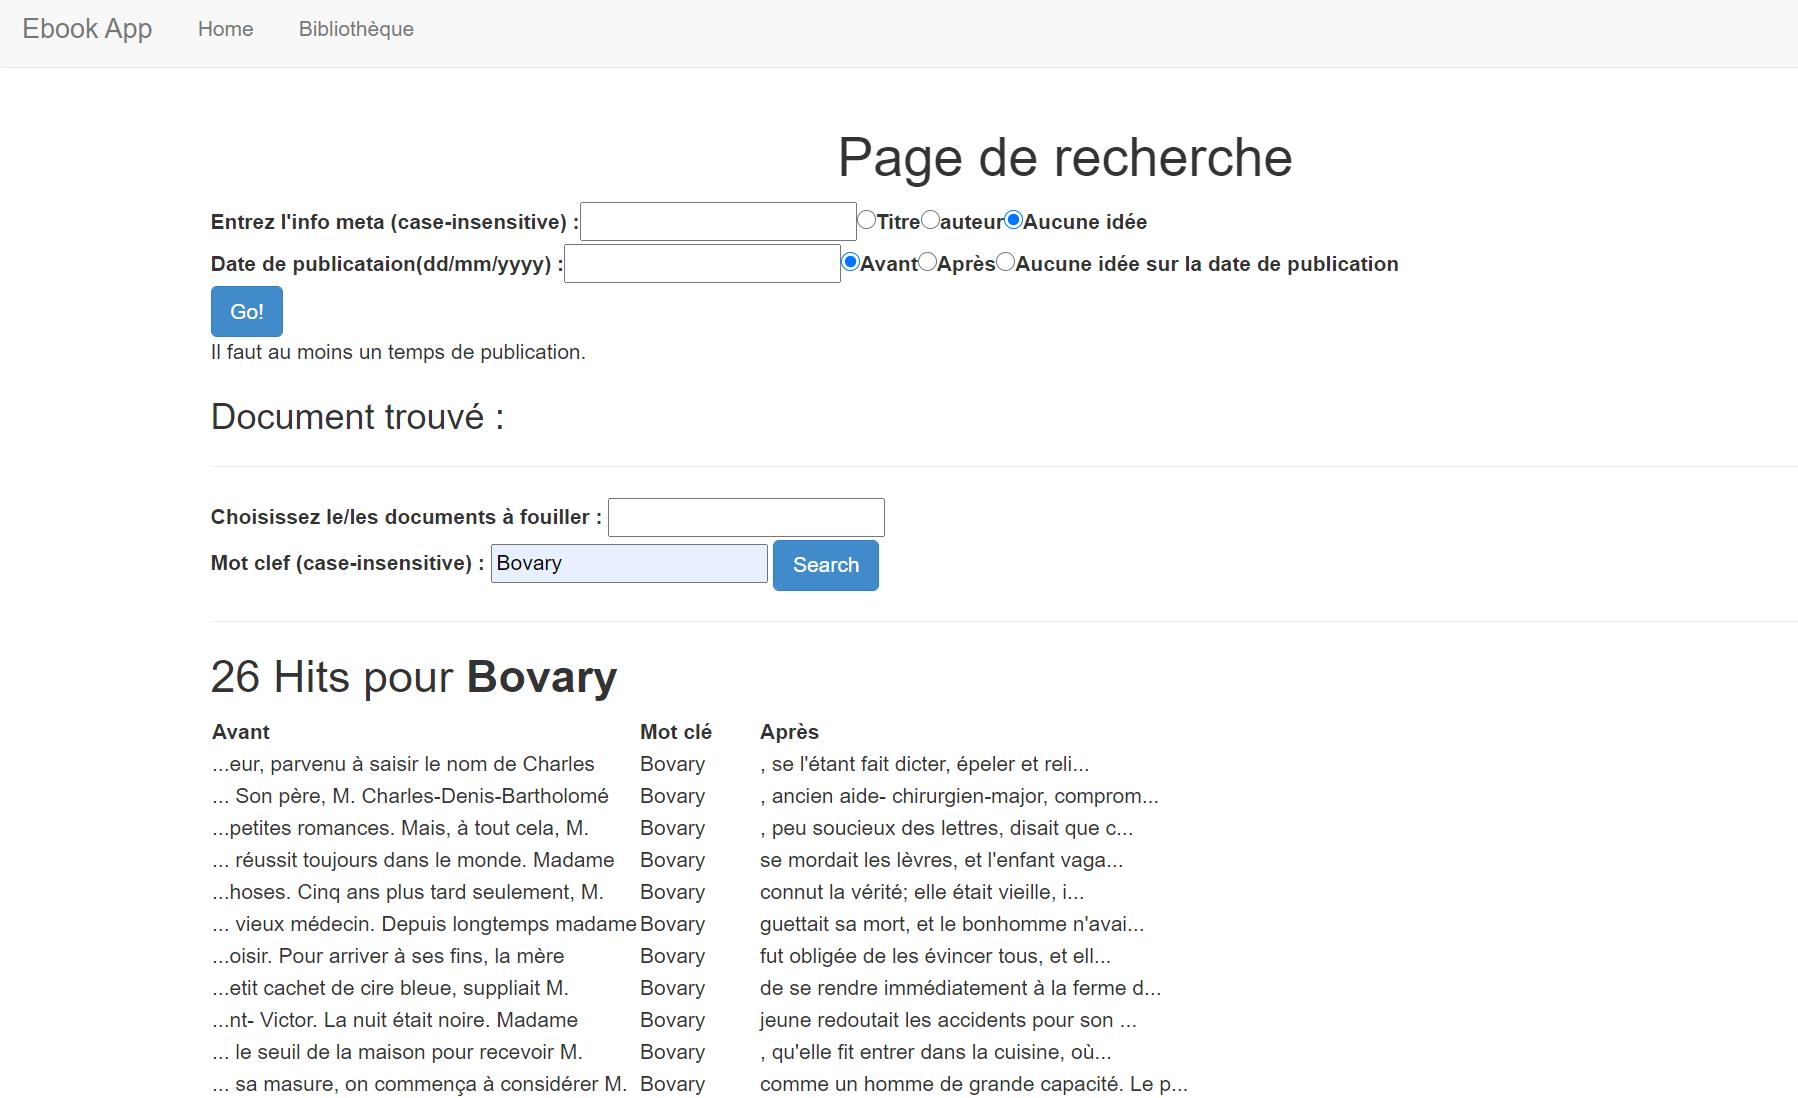 Ebook App Home Bibliothèque
Page de recherche
Entrez l'info meta (case-insensitive) : Titre auteur Aucune idée
Date de publicataion(dd/mm/yyyy) : Avant Après Aucune idée sur la date de publication
Go!
Il faut au moins un temps de publication.
Document trouvé :
Choisissez le/les documents à fouiller :
Mot clef (case-insensitive) : Bovary Search
26 Hits pour Bovary
Avant Mot clé Après
...eur, parvenu à saisir le nom de Charles Bovary , se l'étant fait dicter, épeler et reli...
... Son père, M. Charles-Denis-Bartholomé Bovary , ancien aide- chirurgien-major, comprom...
...petites romances. Mais, à tout cela, M. Bovary , peu soucieux des lettres, disait que c...
... réussit toujours dans le monde. Madame Bovary se mordait les lèvres, et l'enfant vaga...
...hoses. Cinq ans plus tard seulement, M. Bovary connut la vérité; elle était vieille, i...
... vieux médecin. Depuis longtemps madame Bovary guettait sa mort, et le bonhomme n'avai...
...oisir. Pour arriver à ses fins, la mère Bovary fut obligée de les évincer tous, et ell...
...etit cachet de cire bleue, suppliait M. Bovary de se rendre immédiatement à la ferme d...
...nt- Victor. La nuit était noire. Madame Bovary jeune redoutait les accidents pour son ...
... le seuil de la maison pour recevoir M. Bovary , qu'elle fit entrer dans la cuisine, où...
... sa masure, on commença à considérer M. Bovary comme un homme de grande capacité. Le p...